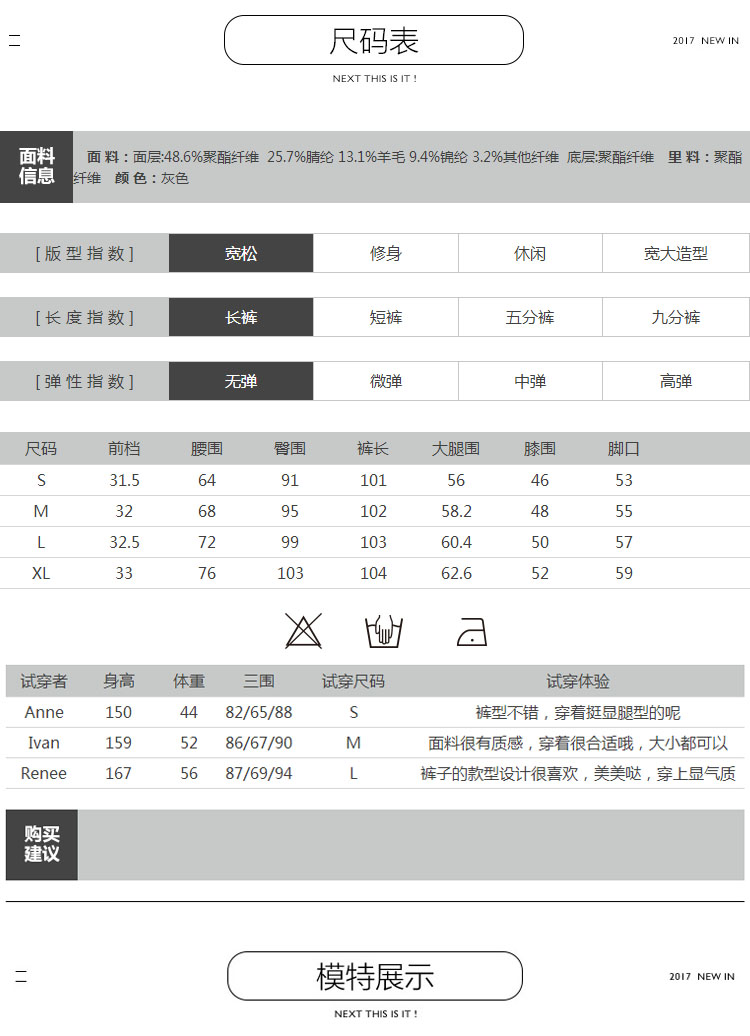 尺码表
2017 NEW IN
NEXT THIS IS IT !
面料
信息
面 料 : 面层:48.6%聚酯纤维 25.7%腈纶 13.1%羊毛 9.4%锦纶 3.2%其他纤维 底层:聚酯纤维 里 料 : 聚酯
纤维 颜 色 : 灰色
[ 版 型 指 数 ] 宽松 修身 休闲 宽大造型
[ 长 度 指 数 ] 长裤 短裤 五分裤 九分裤
[ 弹 性 指 数 ] 无弹 微弹 中弹 高弹
尺码 前档 腰围 臀围 裤长 大腿围 膝围 脚口
S 31.5 64 91 101 56 46 53
M 32 68 95 102 58.2 48 55
L 32.5 72 99 103 60.4 50 57
XL 33 76 103 104 62.6 52 59
试穿者 身高 体重 三围 试穿尺码 试穿体验
Anne 150 44 82/65/88 S 裤型不错，穿着挺显腿型的呢
Ivan 159 52 86/67/90 M 面料很有质感，穿着很合适哦，大小都可以
Renee 167 56 87/69/94 L 裤子的款型设计很喜欢，美美哒，穿上显气质
购买
建议
模特展示
2017 NEW IN
NEXT THIS IS IT !